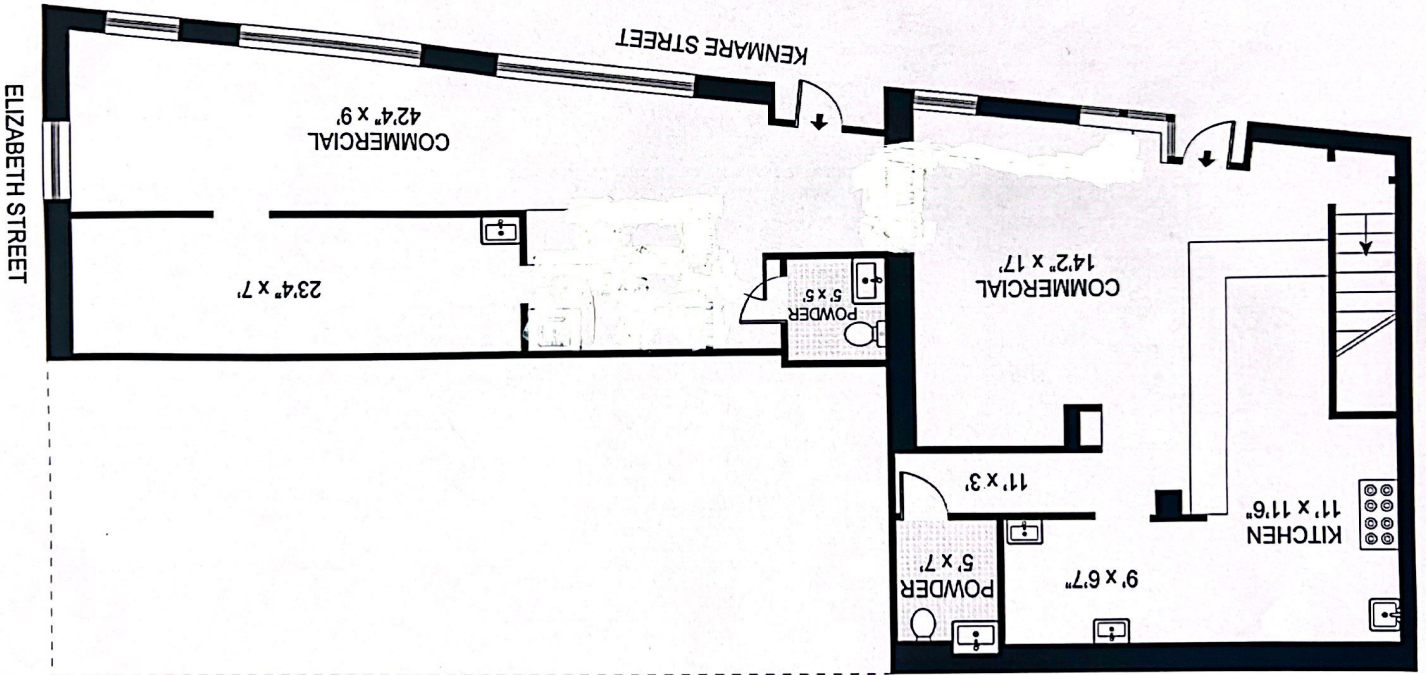 9' x 6'7"
POWDER
5' x 7'
KITCHEN
11' x 11'6"
11' x 3'
COMMERCIAL
14'2" x 17'
POWDER
5' x 5'
23'4" x 7'
COMMERCIAL
42'4" x 9'
KENMARE STREET
ELIZABETH STREET